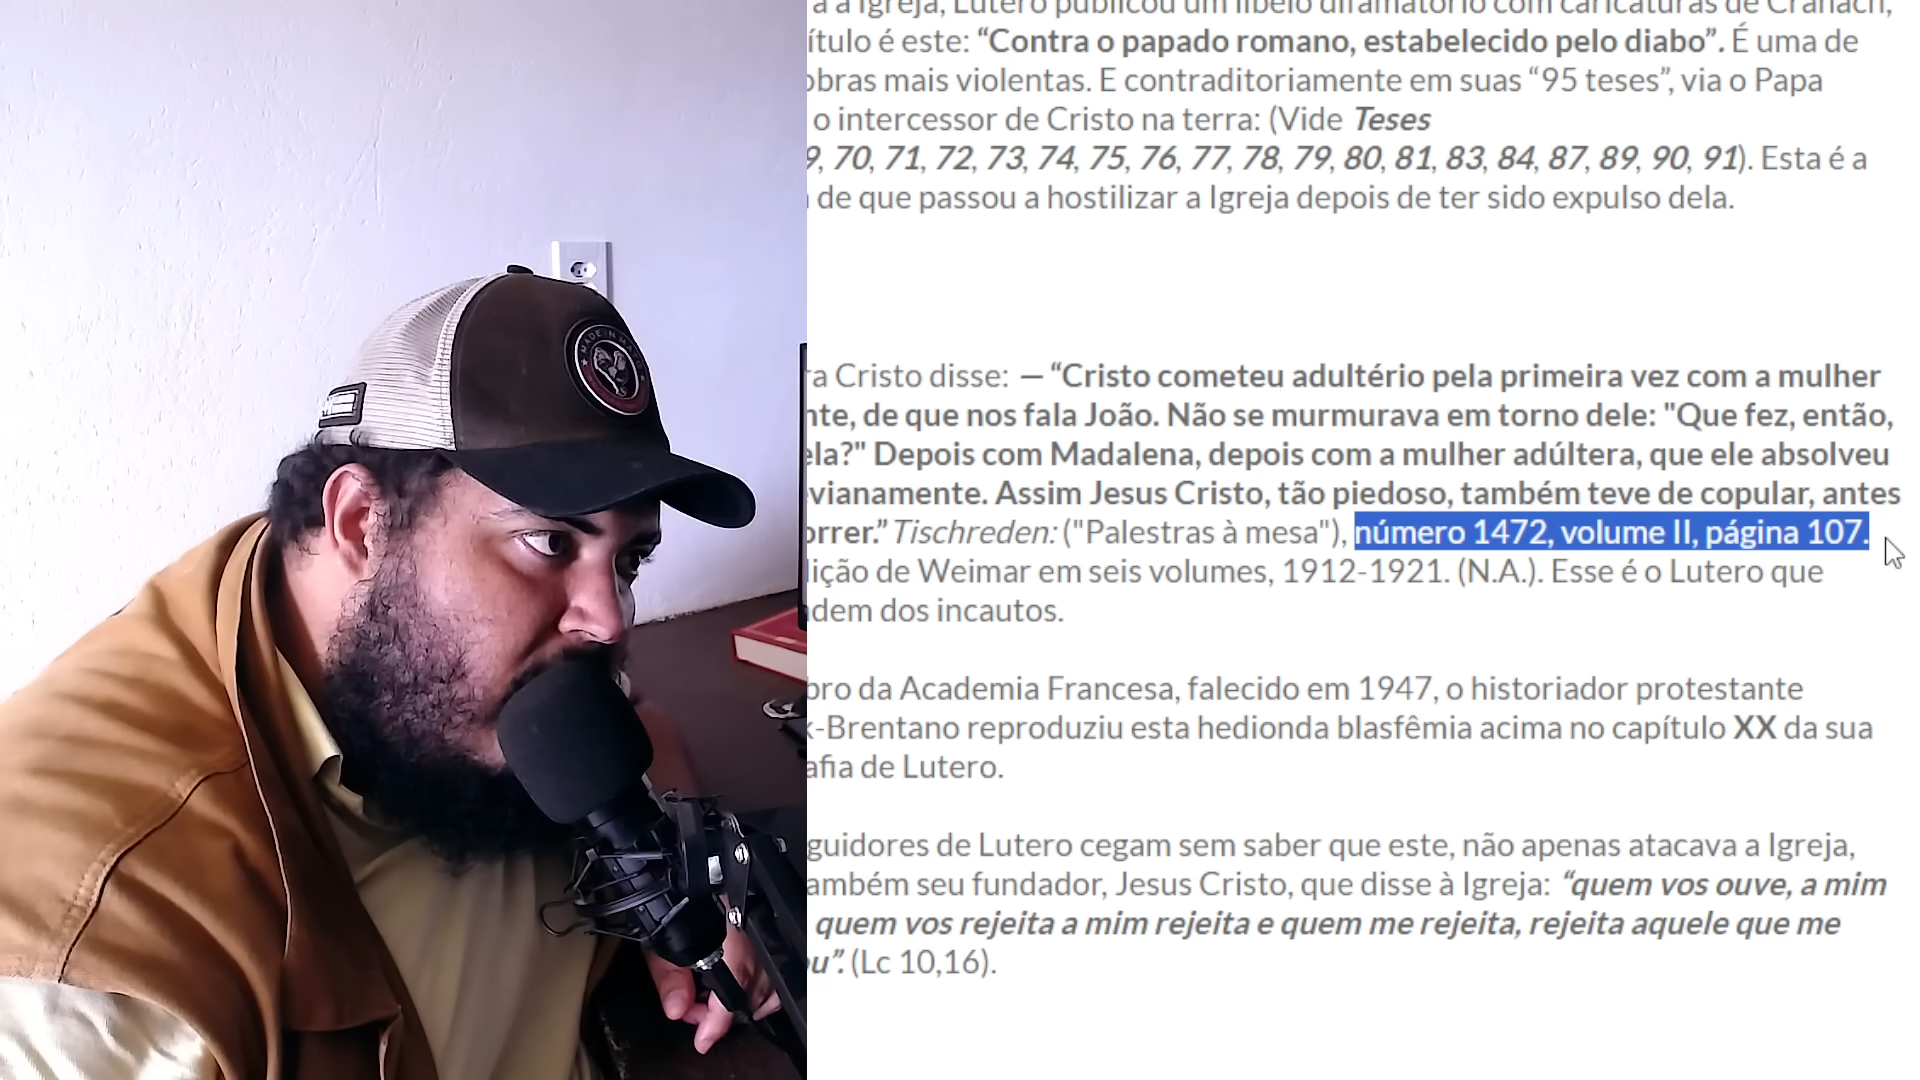 a a Igreja, Lutero publicou um libelo difamatório com caricaturas de Cranach,
ítulo é este: “Contra o papado romano, estabelecido pelo diabo”. É uma de
obras mais violentas. E contraditoriamente em suas “95 teses”, via o Papa
o intercessor de Cristo na terra: (Vide Teses
9, 70, 71, 72, 73, 74, 75, 76, 77, 78, 79, 80, 81, 83, 84, 87, 89, 90, 91). Esta é a
de que passou a hostilizar a Igreja depois de ter sido expulso dela.
ra Cristo disse: — “Cristo cometeu adultério pela primeira vez com a mulher
nte, de que nos fala João. Não se murmurava em torno dele: "Que fez, então,
ela?" Depois com Madalena, depois com a mulher adúltera, que ele absolveu
evianamente. Assim Jesus Cristo, tão piedoso, também teve de copular, antes
orrer.” Tischreden: ("Palestras à mesa"), número 1472, volume II, página 107.
dição de Weimar em seis volumes, 1912-1921. (N.A.). Esse é o Lutero que
ndem dos incautos.
bro da Academia Francesa, falecido em 1947, o historiador protestante
k-Brentano reproduziu esta hedionda blasfêmia acima no capítulo XX da sua
afia de Lutero.
guidores de Lutero cegam sem saber que este, não apenas atacava a Igreja,
ambém seu fundador, Jesus Cristo, que disse à Igreja: “quem vos ouve, a mim
quem vos rejeita a mim rejeita e quem me rejeita, rejeita aquele que me
ou”. (Lc 10,16).